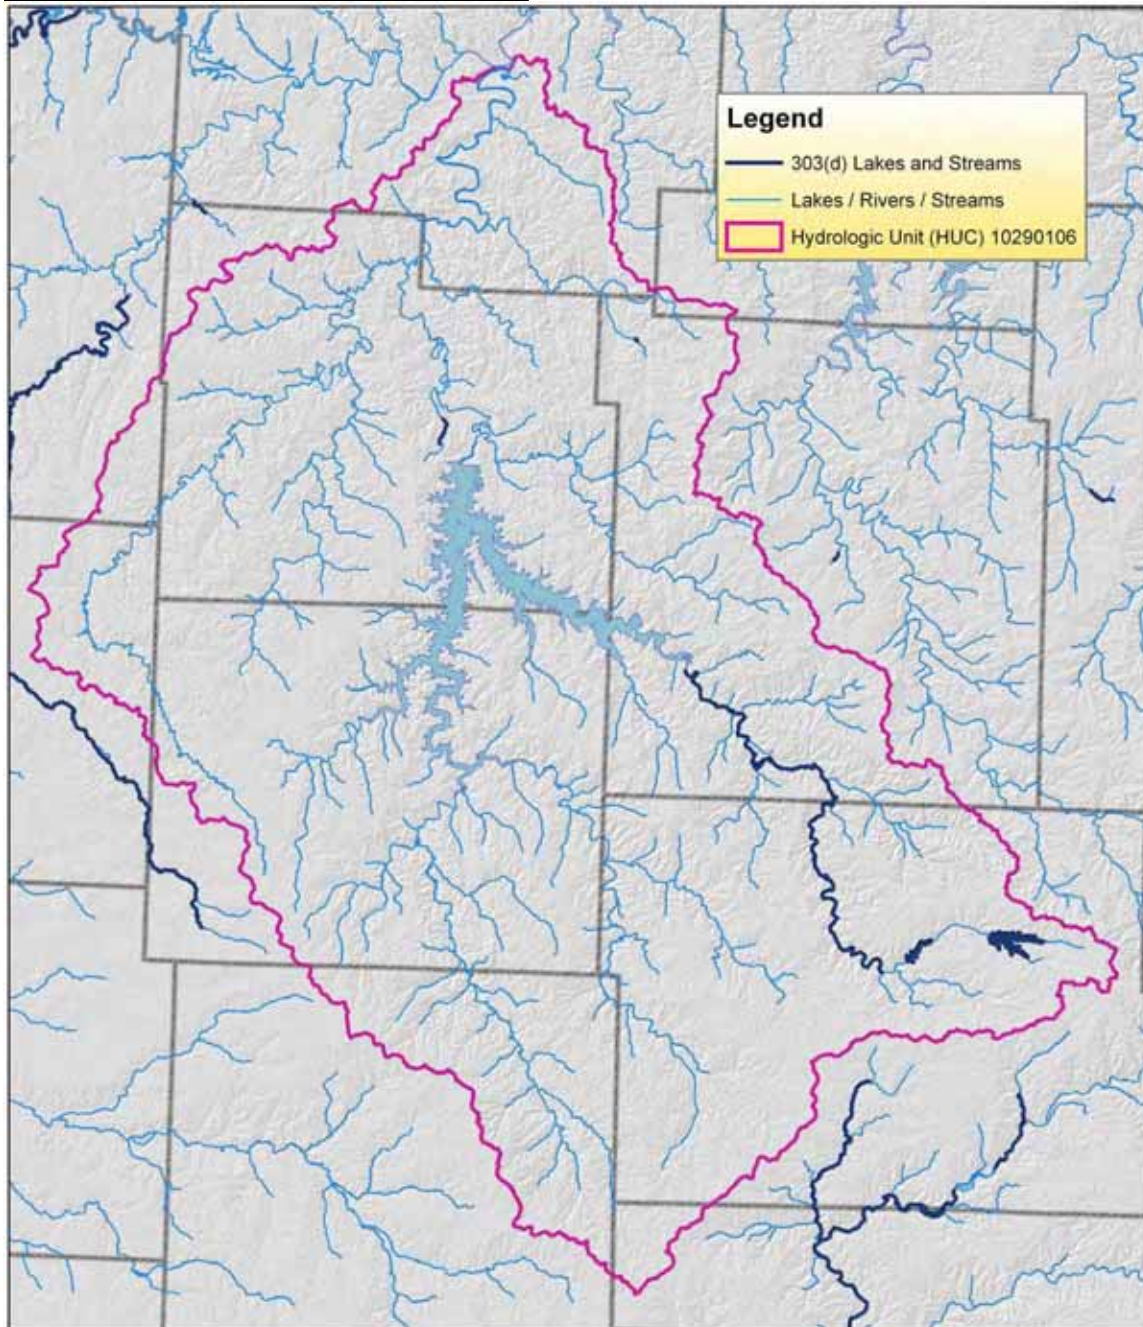 Legend
303(d) Lakes and Streams
Lakes / Rivers / Streams
Hydrologic Unit (HUC) 10290106